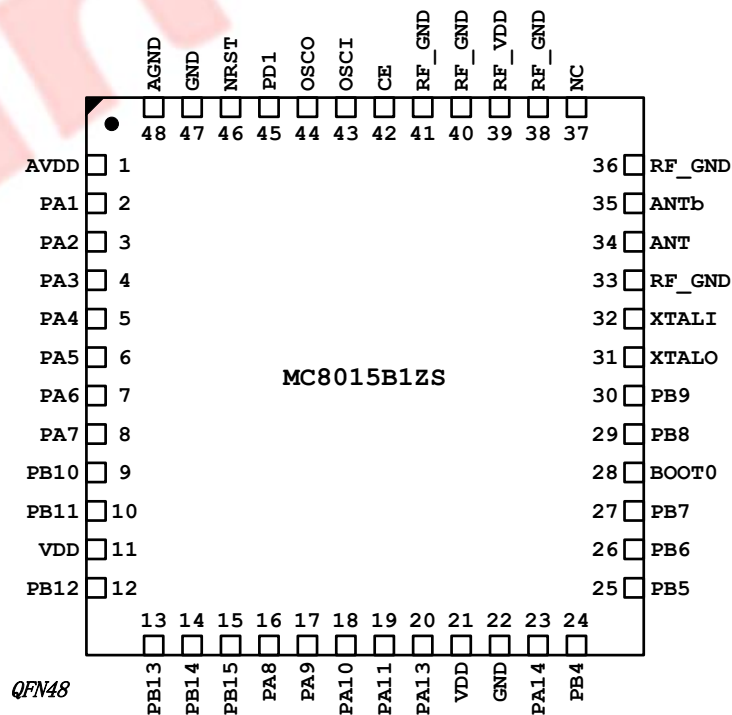 AGND GND NRST PD1 OSCO OSCI CE RF_GND RF_GND RF_VDD RF_GND NC
48 47 46 45 44 43 42 41 40 39 38 37
AVDD 1 36 RF_GND
PA1 2 35 ANTb
PA2 3 34 ANT
PA3 4 33 RF_GND
PA4 5 32 XTALI
PA5 6 31 XTALO
MC8015B1ZS
PA6 7 30 PB9
PA7 8 29 PB8
PB10 9 28 BOOT0
PB11 10 27 PB7
VDD 11 26 PB6
PB12 12 25 PB5
13 14 15 16 17 18 19 20 21 22 23 24
PB13 PB14 PB15 PA8 PA9 PA10 PA11 PA13 VDD GND PA14 PB4
QFN48